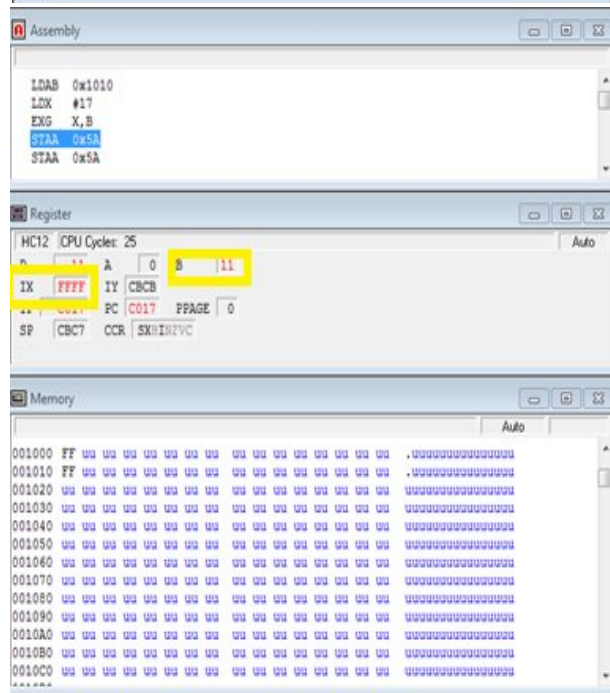 Assembly
LDAB 0x1010
LDX #17
EXG X,B
STAA 0x5A
STAA 0x5A
Register
HC12 CPU Cycles: 25 Auto
D 11 A 0 B 11
IX FFFF IY CBCB
IP C017 PC C017 PPAGE 0
SP CBC7 CCR SXHINZVC
Memory
Auto
001000 FF uu uu uu uu uu uu uu uu uu uu uu uu uu uu uu .uuuuuuuuuuuuuuu
001010 FF uu uu uu uu uu uu uu uu uu uu uu uu uu uu uu .uuuuuuuuuuuuuuu
001020 uu uu uu uu uu uu uu uu uu uu uu uu uu uu uu uu uuuuuuuuuuuuuuuu
001030 uu uu uu uu uu uu uu uu uu uu uu uu uu uu uu uu uuuuuuuuuuuuuuuu
001040 uu uu uu uu uu uu uu uu uu uu uu uu uu uu uu uu uuuuuuuuuuuuuuuu
001050 uu uu uu uu uu uu uu uu uu uu uu uu uu uu uu uu uuuuuuuuuuuuuuuu
001060 uu uu uu uu uu uu uu uu uu uu uu uu uu uu uu uu uuuuuuuuuuuuuuuu
001070 uu uu uu uu uu uu uu uu uu uu uu uu uu uu uu uu uuuuuuuuuuuuuuuu
001080 uu uu uu uu uu uu uu uu uu uu uu uu uu uu uu uu uuuuuuuuuuuuuuuu
001090 uu uu uu uu uu uu uu uu uu uu uu uu uu uu uu uu uuuuuuuuuuuuuuuu
0010A0 uu uu uu uu uu uu uu uu uu uu uu uu uu uu uu uu uuuuuuuuuuuuuuuu
0010B0 uu uu uu uu uu uu uu uu uu uu uu uu uu uu uu uu uuuuuuuuuuuuuuuu
0010C0 uu uu uu uu uu uu uu uu uu uu uu uu uu uu uu uu uuuuuuuuuuuuuuuu